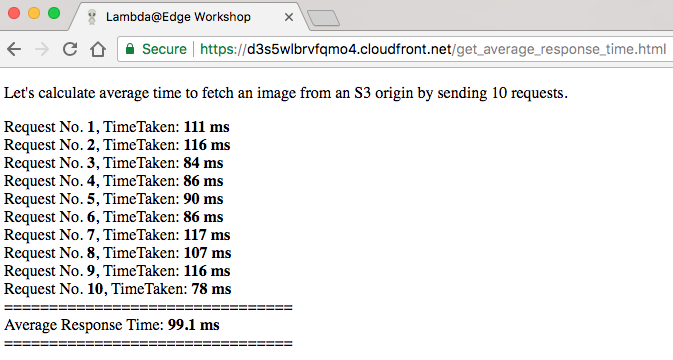 Lambda@Edge Workshop
Secure https://d3s5wlbrvfqmo4.cloudfront.net/get_average_response_time.html
Let's calculate average time to fetch an image from an S3 origin by sending 10 requests.
Request No. 1, TimeTaken: 111 ms
Request No. 2, TimeTaken: 116 ms
Request No. 3, TimeTaken: 84 ms
Request No. 4, TimeTaken: 86 ms
Request No. 5, TimeTaken: 90 ms
Request No. 6, TimeTaken: 86 ms
Request No. 7, TimeTaken: 117 ms
Request No. 8, TimeTaken: 107 ms
Request No. 9, TimeTaken: 116 ms
Request No. 10, TimeTaken: 78 ms
================================
Average Response Time: 99.1 ms
================================